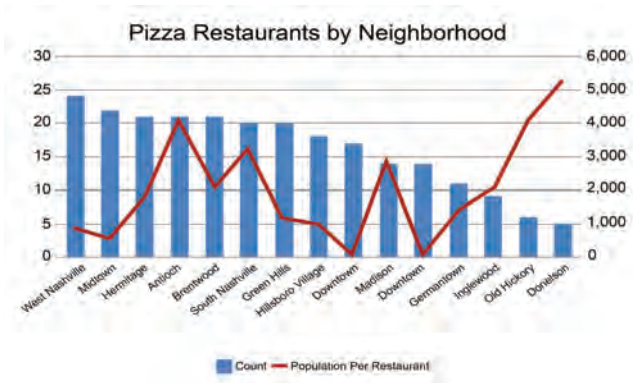 Pizza Restaurants by Neighborhood
30 6,000
25 5,000
20 4,000
15 3,000
10 2,000
5 1,000
0 0
West Nashville
Midtown
Hermitage
Antioch
Brentwood
South Nashville
Green Hills
Hillsboro Village
Downtown
Madison
Downtown
Germantown
Inglewood
Old Hickory
Donelson
Count Population Per Restaurant